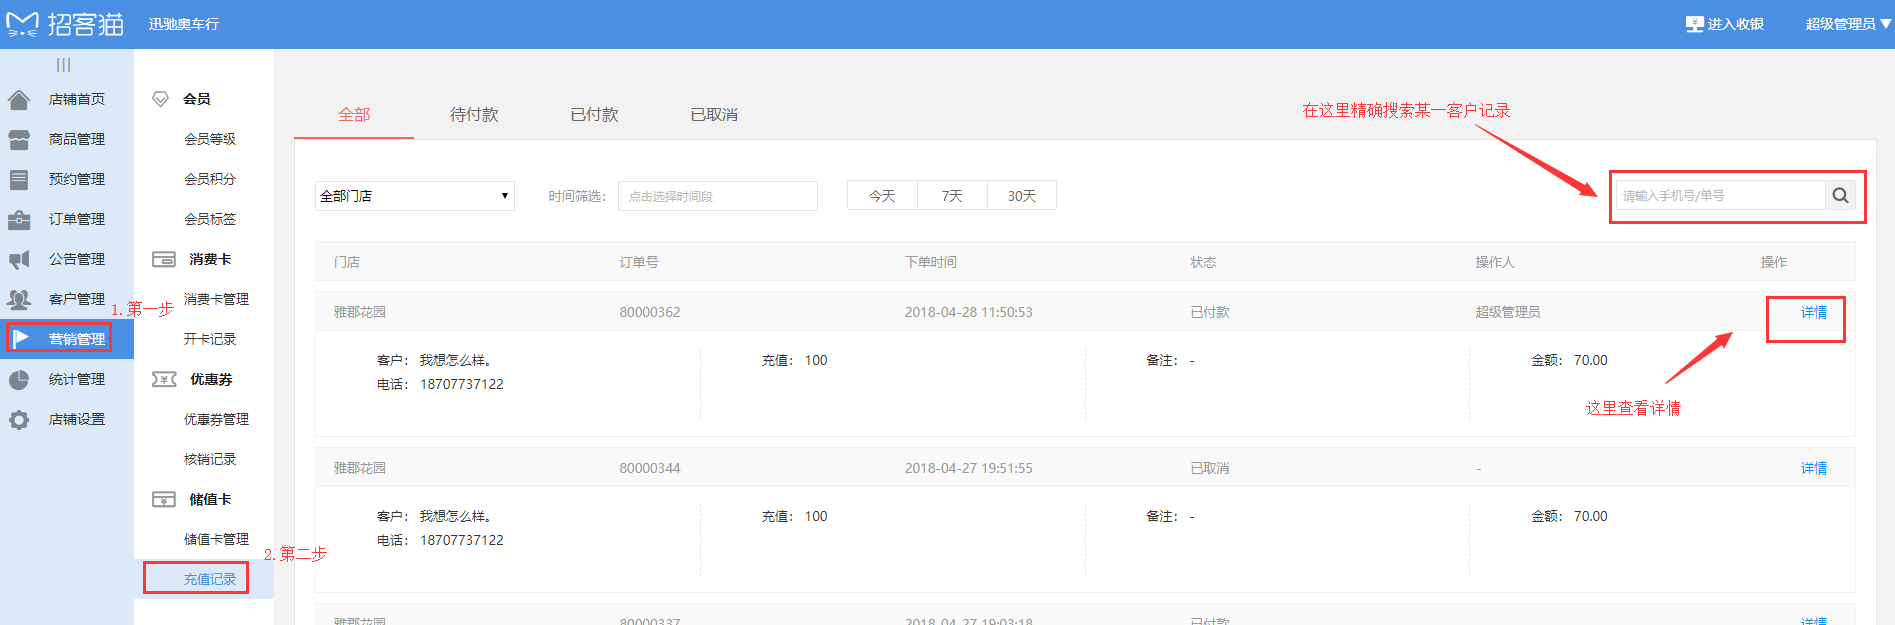 招客猫 迅驰奥车行 进入收银 超级管理员
店铺首页
商品管理
预约管理
订单管理
公告管理
客户管理
1.第一步
营销管理
统计管理
店铺设置
会员
会员等级
会员积分
会员标签
消费卡
消费卡管理
开卡记录
优惠券
优惠券管理
核销记录
储值卡
储值卡管理
2.第二步
充值记录
全部 待付款 已付款 已取消
在这里精确搜索某一客户记录
全部门店 时间筛选: 点击选择时间段 今天 7天 30天 请输入手机号/单号
门店 订单号 下单时间 状态 操作人 操作
雅郡花园 80000362 2018-04-28 11:50:53 已付款 超级管理员 详情
客户: 我想怎么样。 充值: 100 备注: - 金额: 70.00
电话: 18707737122
这里查看详情
雅郡花园 80000344 2018-04-27 19:51:55 已取消 - 详情
客户: 我想怎么样。 充值: 100 备注: - 金额: 70.00
电话: 18707737122
雅郡花园 80000337 2018-04-27 19:03:18 已付款 详情